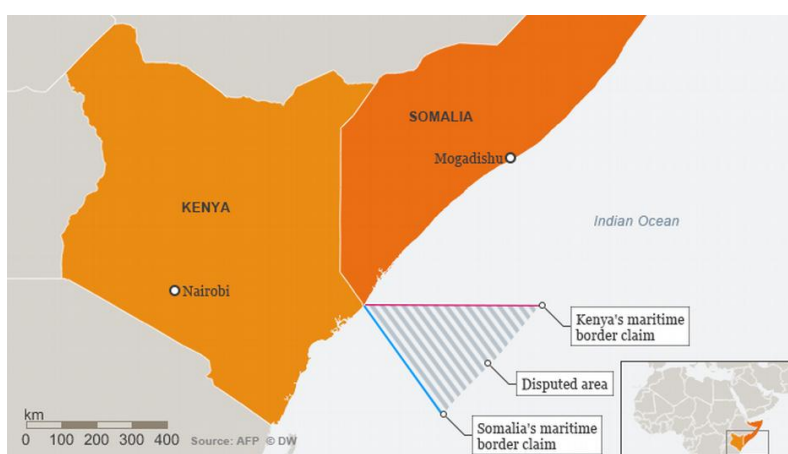 SOMALIA
Mogadishu
KENYA
Indian Ocean
Nairobi
Kenya's maritime
border claim
Disputed area
Somalia's maritime
border claim
km
0 100 200 300 400
Source: AFP © DW